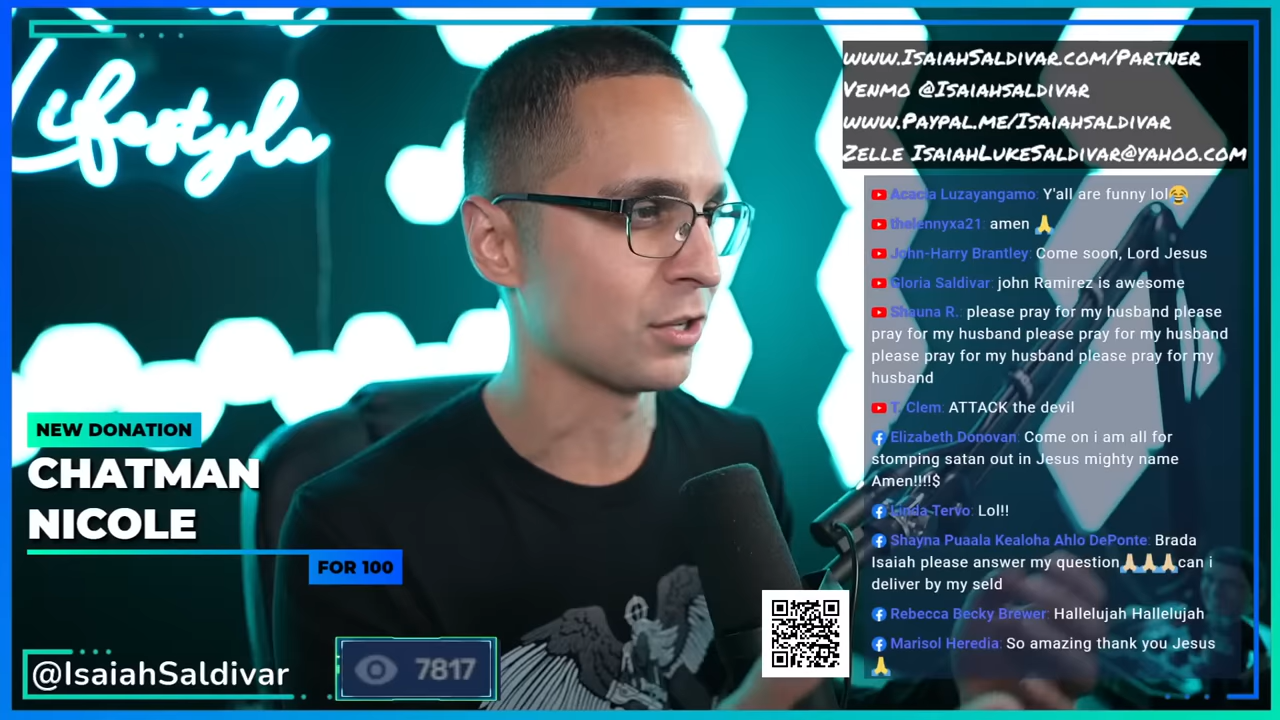 Lifestyle
www.IsaiahSaldivar.com/Partner
Venmo @Isaiahsaldivar
www.Paypal.me/Isaiahsaldivar
Zelle IsaiahLukeSaldivar@yahoo.com
Acacia Luzayangamo: Y'all are funny lol😂
thelennyxa21: amen 🙏
John-Harry Brantley: Come soon, Lord Jesus
Gloria Saldivar: john Ramirez is awesome
Shauna R.: please pray for my husband please
pray for my husband please pray for my husband
please pray for my husband please pray for my
husband
T. Clem: ATTACK the devil
Elizabeth Donovan: Come on i am all for
stomping satan out in Jesus mighty name
Amen!!!!$
Linda Tervo: Lol!!
Shayna Puaala Kealoha Ahlo DePonte: Brada
Isaiah please answer my question🙏🏼🙏🏼🙏🏼can i
deliver by my seld
Rebecca Becky Brewer: Hallelujah Hallelujah
Marisol Heredia: So amazing thank you Jesus
🙏
NEW DONATION
CHATMAN
NICOLE
FOR 100
@IsaiahSaldivar
7817